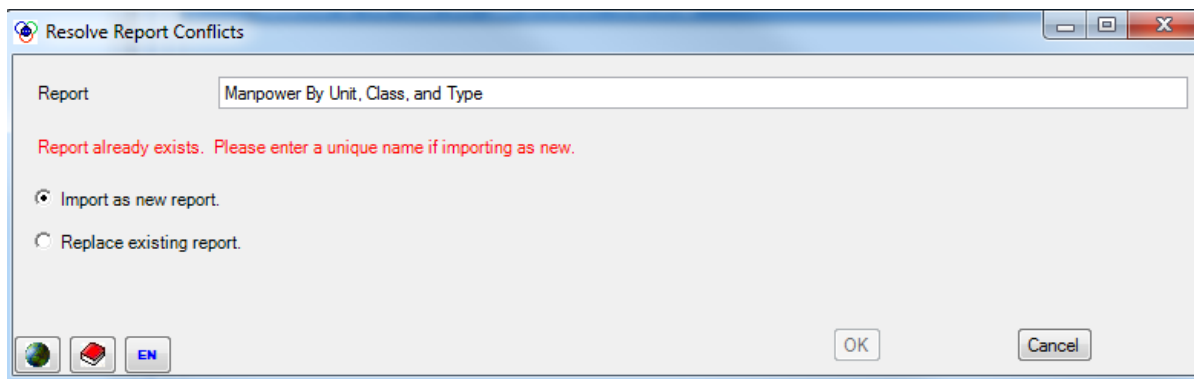 Resolve Report Conflicts
Report Manpower By Unit, Class, and Type
Report already exists.  Please enter a unique name if importing as new.
Import as new report.
Replace existing report.
EN OK Cancel